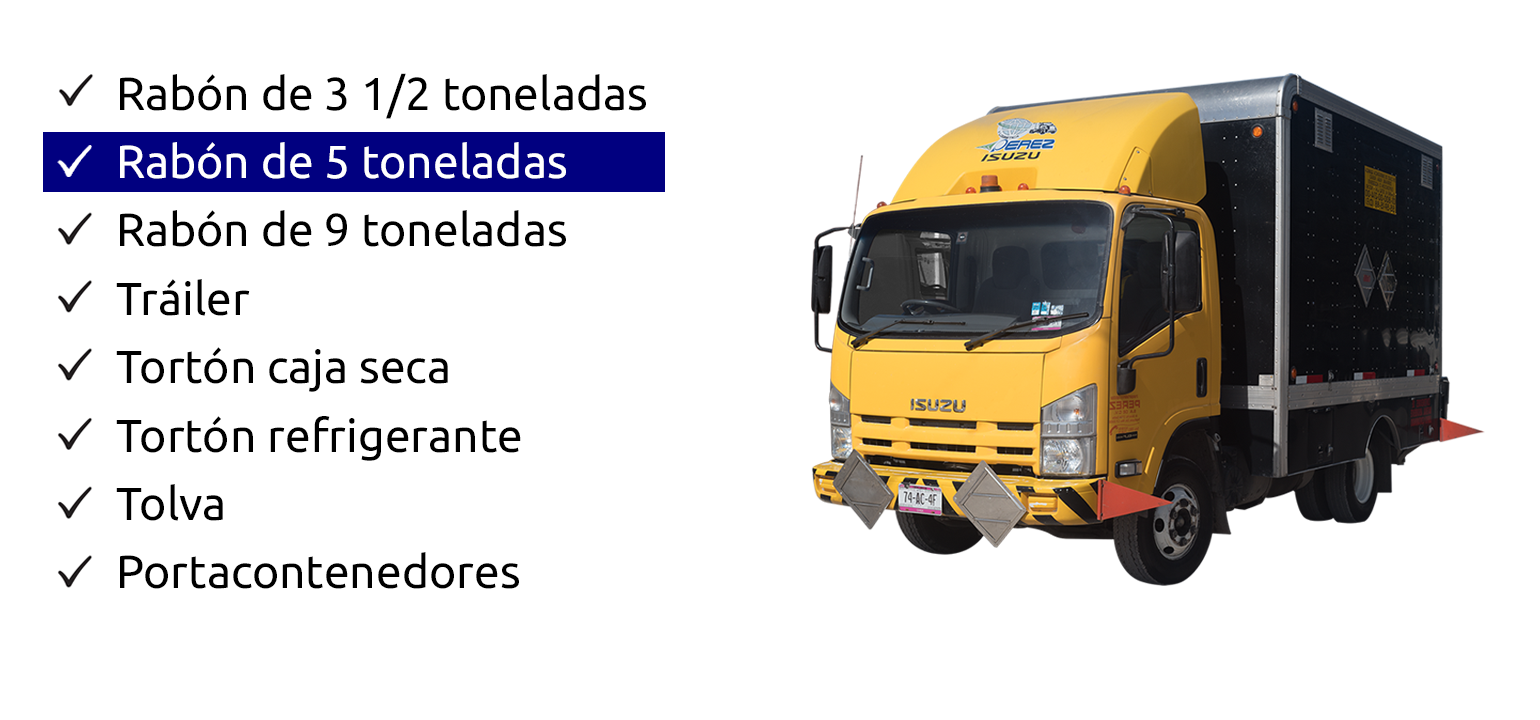 Rabón de 3 1/2 toneladas
Rabón de 5 toneladas
Rabón de 9 toneladas
Tráiler
Tortón caja seca
Tortón refrigerante
Tolva
Portacontenedores
PEREZ
ISUZU
ISUZU
PEREZ
74-AC-4F